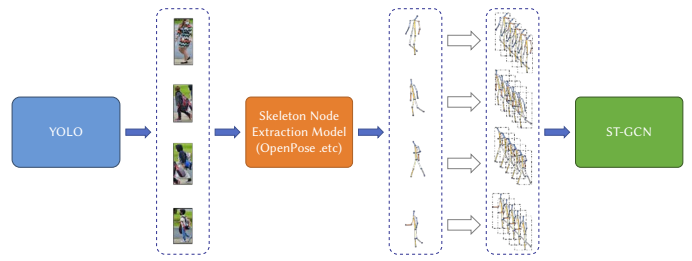 YOLO
Skeleton Node
Extraction Model
(OpenPose .etc)
ST-GCN